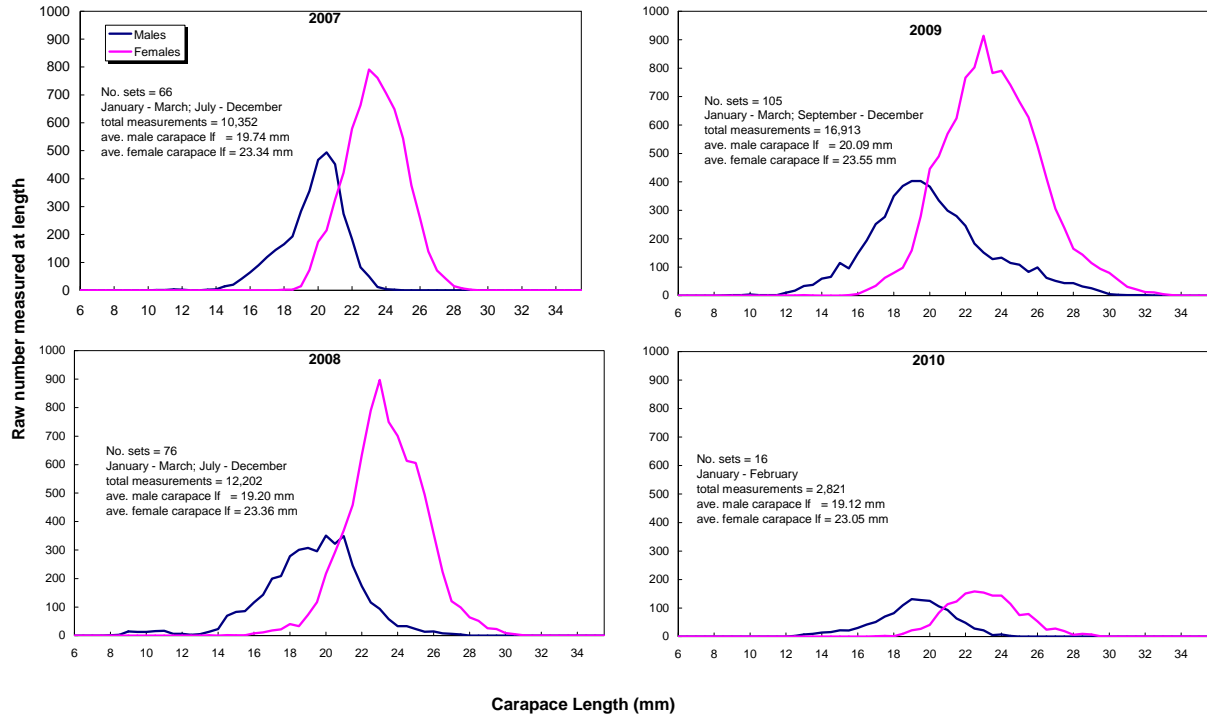 Raw number measured at length
2007
Males
Females
No. sets = 66
January - March; July - December
total measurements = 10,352
ave. male carapace lf = 19.74 mm
ave. female carapace lf = 23.34 mm
1000
900
800
700
600
500
400
300
200
100
0
6 8 10 12 14 16 18 20 22 24 26 28 30 32 34
2009
No. sets = 105
January - March; September - December
total measurements = 16,913
ave. male carapace lf = 20.09 mm
ave. female carapace lf = 23.55 mm
1000
900
800
700
600
500
400
300
200
100
0
6 8 10 12 14 16 18 20 22 24 26 28 30 32 34
2008
No. sets = 76
January - March; July - December
total measurements = 12,202
ave. male carapace lf = 19.20 mm
ave. female carapace lf = 23.36 mm
1000
900
800
700
600
500
400
300
200
100
0
6 8 10 12 14 16 18 20 22 24 26 28 30 32 34
2010
No. sets = 16
January - February
total measurements = 2,821
ave. male carapace lf = 19.12 mm
ave. female carapace lf = 23.05 mm
1000
900
800
700
600
500
400
300
200
100
0
6 8 10 12 14 16 18 20 22 24 26 28 30 32 34
Carapace Length (mm)